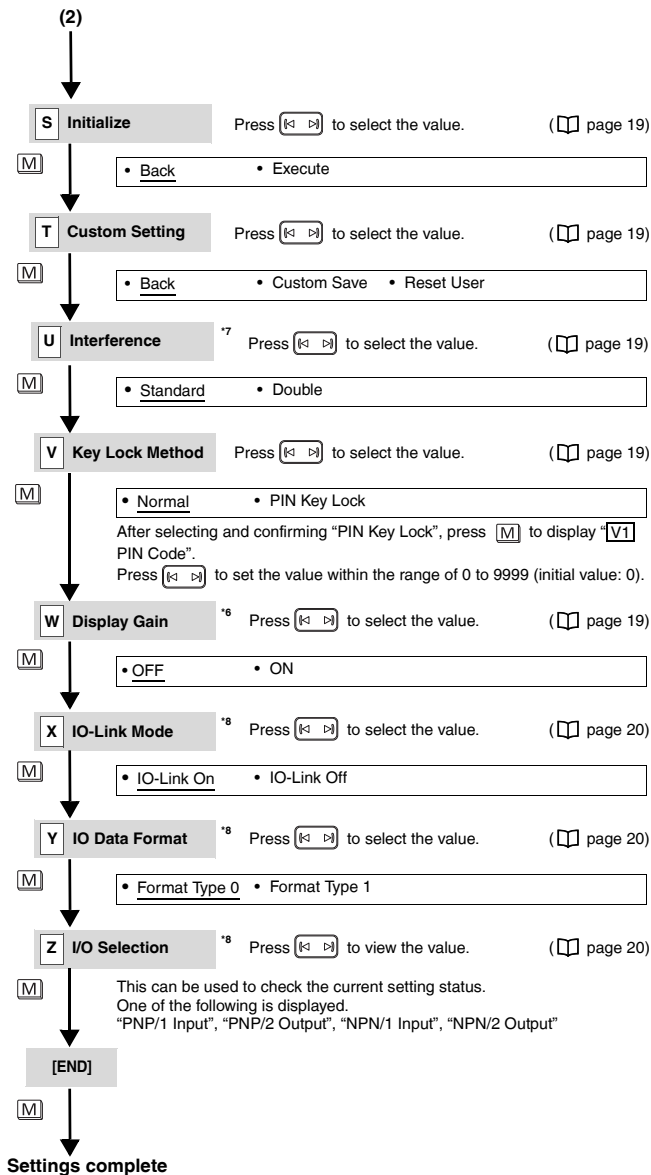 (2)
S Initialize Press to select the value. ( page 19)
M
• Back • Execute
T Custom Setting Press to select the value. ( page 19)
M
• Back • Custom Save • Reset User
U Interference *7 Press to select the value. ( page 19)
M
• Standard • Double
V Key Lock Method Press to select the value. ( page 19)
M
• Normal • PIN Key Lock
After selecting and confirming “PIN Key Lock”, press M to display “V1
PIN Code”.
Press to set the value within the range of 0 to 9999 (initial value: 0).
W Display Gain *6 Press to select the value. ( page 19)
M
• OFF • ON
X IO-Link Mode *8 Press to select the value. ( page 20)
M
• IO-Link On • IO-Link Off
Y IO Data Format *8 Press to select the value. ( page 20)
M
• Format Type 0 • Format Type 1
Z I/O Selection *8 Press to view the value. ( page 20)
M
This can be used to check the current setting status.
One of the following is displayed.
“PNP/1 Input”, “PNP/2 Output”, “NPN/1 Input”, “NPN/2 Output”
[END]
M
Settings complete